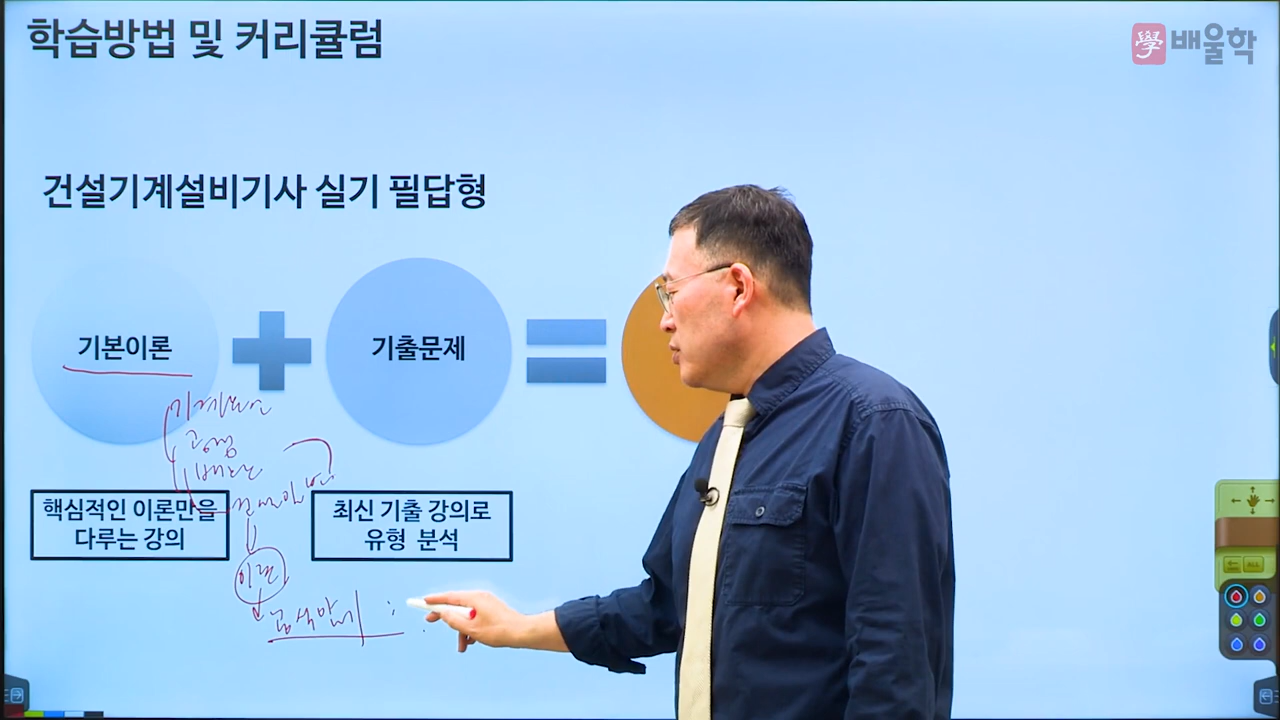 학습방법 및 커리큘럼
學 배울학
건설기계설비기사 실기 필답형
기본이론
기출문제
핵심적인 이론만을
다루는 강의
최신 기출 강의로
유형 분석
이론
ALL